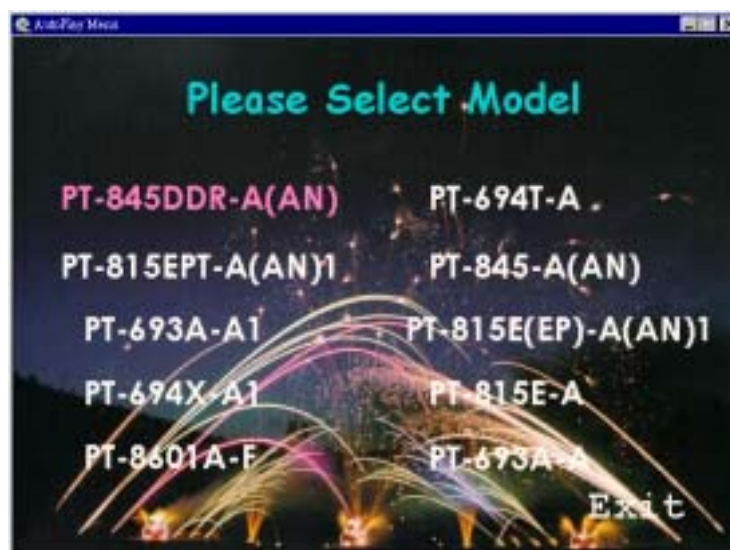 AutoPlay Menu
Please Select Model
PT-845DDR-A(AN)
PT-694T-A
PT-815EPT-A(AN)1
PT-845-A(AN)
PT-693A-A1
PT-815E(EP)-A(AN)1
PT-694X-A1
PT-815E-A
PT-8601A-F
PT-693A-A
Exit